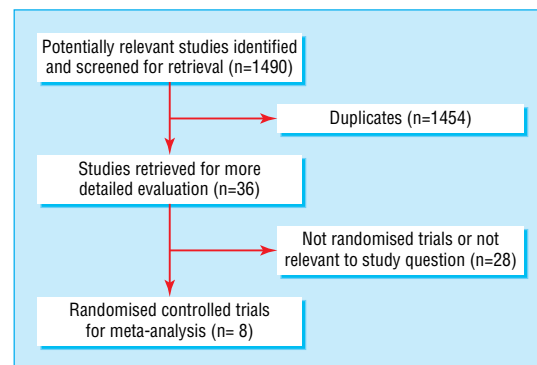 Potentially relevant studies identified
and screened for retrieval (n=1490)
Duplicates (n=1454)
Studies retrieved for more
detailed evaluation (n=36)
Not randomised trials or not
relevant to study question (n=28)
Randomised controlled trials
for meta-analysis (n= 8)